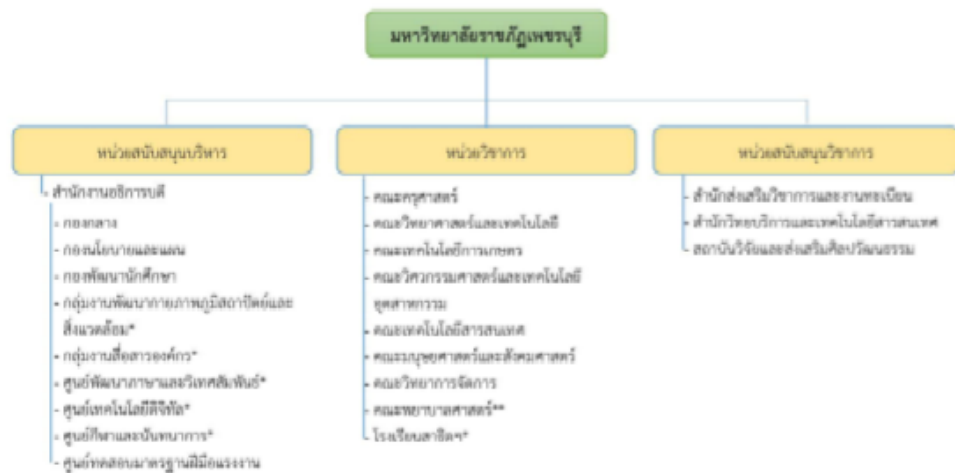 มหาวิทยาลัยราชภัฏเพชรบุรี
หน่วยสนับสนุนบริหาร
- สำนักงานอธิการบดี
- กองกลาง
- กองนโยบายและแผน
- กองพัฒนานักศึกษา
- กลุ่มงานพัฒนากายภาพภูมิสถาปัตย์และ
สิ่งแวดล้อม*
- กลุ่มงานสื่อสารองค์กร*
- ศูนย์พัฒนาภาษาและวิเทศสัมพันธ์*
- ศูนย์เทคโนโลยีดิจิทัล*
- ศูนย์กีฬาและนันทนาการ*
- ศูนย์ทดสอบมาตรฐานฝีมือแรงงาน
หน่วยวิชาการ
- คณะครุศาสตร์
- คณะวิทยาศาสตร์และเทคโนโลยี
- คณะเทคโนโลยีการเกษตร
- คณะวิศวกรรมศาสตร์และเทคโนโลยี
อุตสาหกรรม
- คณะเทคโนโลยีสารสนเทศ
- คณะมนุษยศาสตร์และสังคมศาสตร์
- คณะวิทยาการจัดการ
- คณะพยาบาลศาสตร์**
- โรงเรียนสาธิตฯ*
หน่วยสนับสนุนวิชาการ
- สำนักส่งเสริมวิชาการและงานทะเบียน
- สำนักวิทยบริการและเทคโนโลยีสารสนเทศ
- สถาบันวิจัยและส่งเสริมศิลปวัฒนธรรม